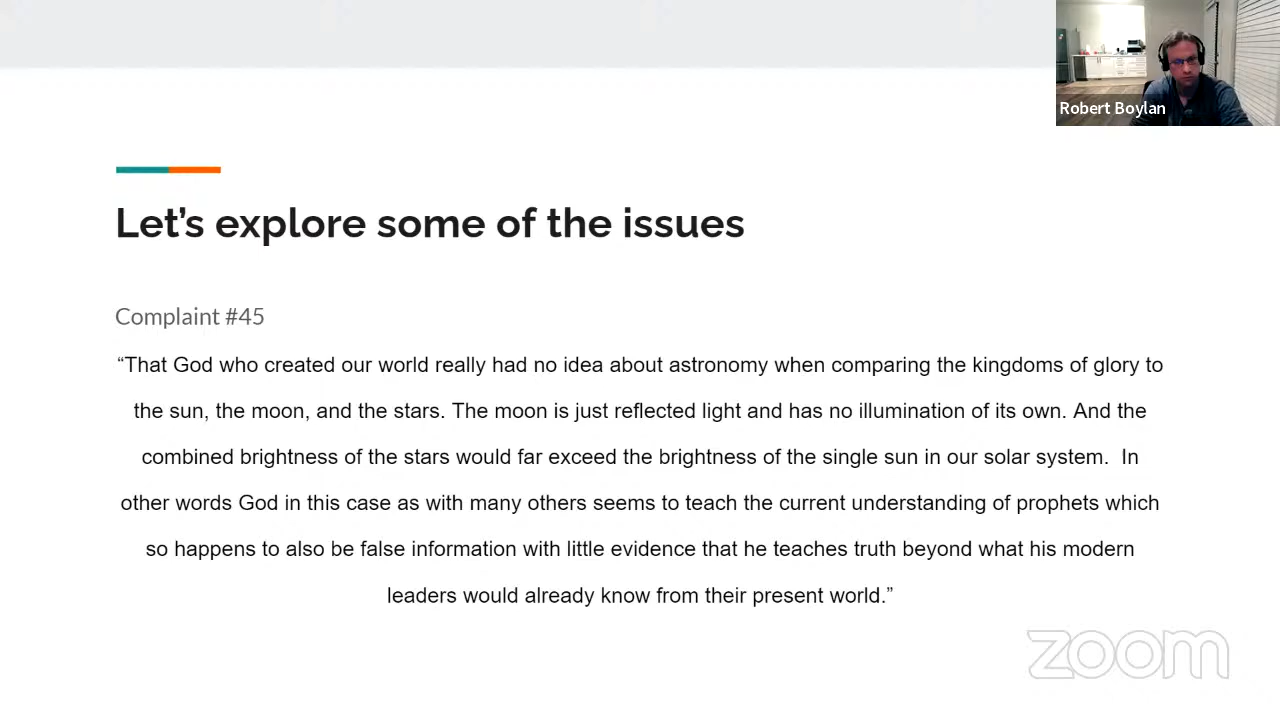 Robert Boylan
Let's explore some of the issues
Complaint #45
“That God who created our world really had no idea about astronomy when comparing the kingdoms of glory to
the sun, the moon, and the stars. The moon is just reflected light and has no illumination of its own. And the
combined brightness of the stars would far exceed the brightness of the single sun in our solar system.  In
other words God in this case as with many others seems to teach the current understanding of prophets which
so happens to also be false information with little evidence that he teaches truth beyond what his modern
leaders would already know from their present world.”
zoom